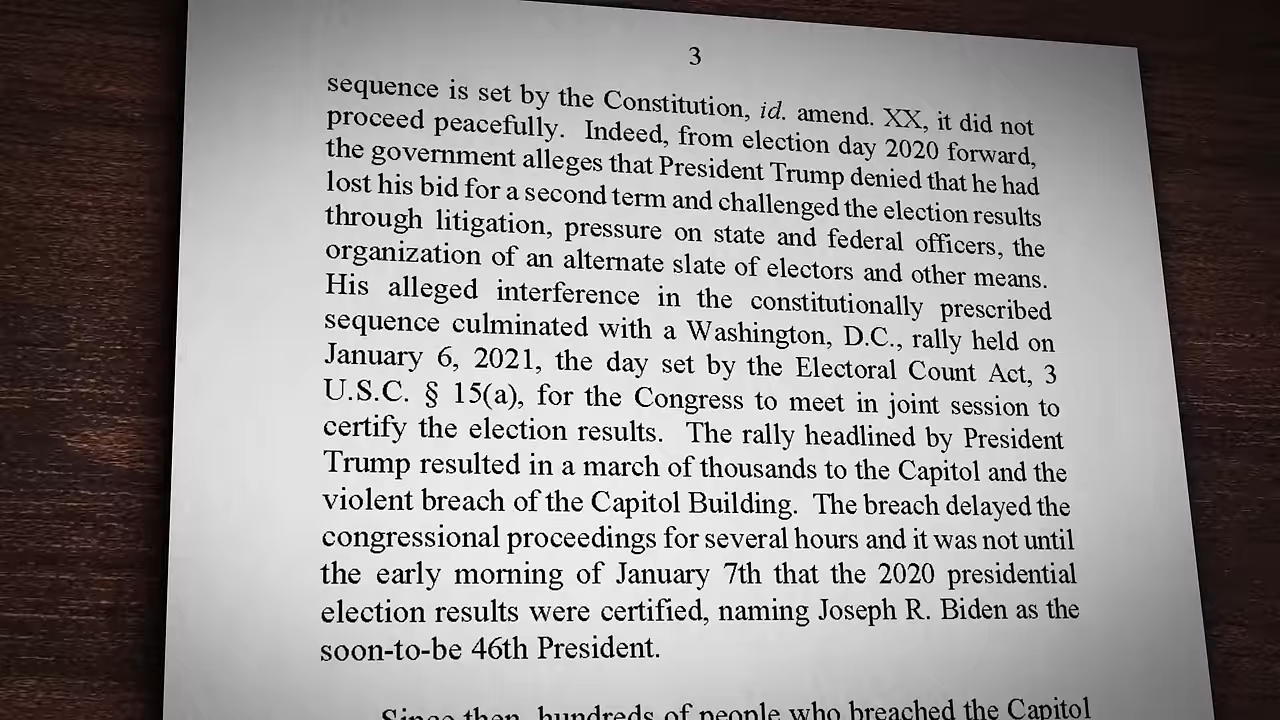 3
sequence is set by the Constitution, id. amend. XX, it did not
proceed peacefully. Indeed, from election day 2020 forward,
the government alleges that President Trump denied that he had
lost his bid for a second term and challenged the election results
through litigation, pressure on state and federal officers, the
organization of an alternate slate of electors and other means.
His alleged interference in the constitutionally prescribed
sequence culminated with a Washington, D.C., rally held on
January 6, 2021, the day set by the Electoral Count Act, 3
U.S.C. § 15(a), for the Congress to meet in joint session to
certify the election results. The rally headlined by President
Trump resulted in a march of thousands to the Capitol and the
violent breach of the Capitol Building. The breach delayed the
congressional proceedings for several hours and it was not until
the early morning of January 7th that the 2020 presidential
election results were certified, naming Joseph R. Biden as the
soon-to-be 46th President.
Since then, hundreds of people who breached the Capitol